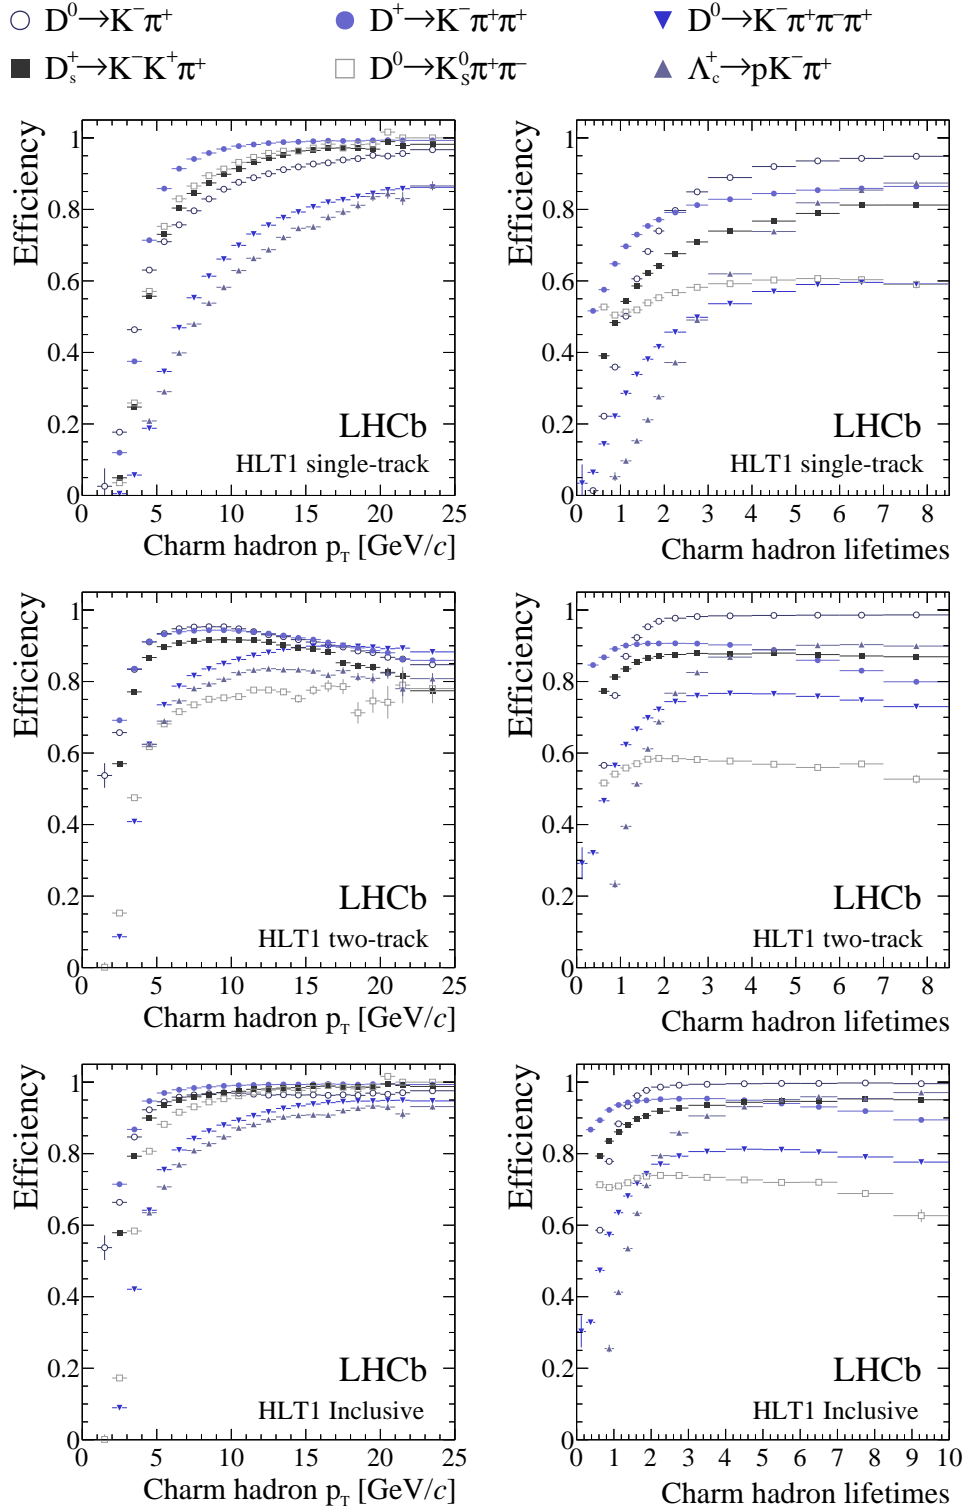 D⁰→K⁻π⁺ D⁺→K⁻π⁺π⁺ D⁰→K⁻π⁺π⁻π⁺
Dₛ⁺→K⁻K⁺π⁺ D⁰→K⁰ₛπ⁺π⁻ Λ꜀⁺→pK⁻π⁺
Efficiency
1
0.8
0.6
0.4
0.2
0
LHCb
HLT1 single-track
0 5 10 15 20 25
Charm hadron p_T [GeV/c]
Efficiency
1
0.8
0.6
0.4
0.2
0
LHCb
HLT1 single-track
0 1 2 3 4 5 6 7 8
Charm hadron lifetimes
Efficiency
1
0.8
0.6
0.4
0.2
0
LHCb
HLT1 two-track
0 5 10 15 20 25
Charm hadron p_T [GeV/c]
Efficiency
1
0.8
0.6
0.4
0.2
0
LHCb
HLT1 two-track
0 1 2 3 4 5 6 7 8
Charm hadron lifetimes
Efficiency
1
0.8
0.6
0.4
0.2
0
LHCb
HLT1 Inclusive
0 5 10 15 20 25
Charm hadron p_T [GeV/c]
Efficiency
1
0.8
0.6
0.4
0.2
0
LHCb
HLT1 Inclusive
0 1 2 3 4 5 6 7 8 9 10
Charm hadron lifetimes